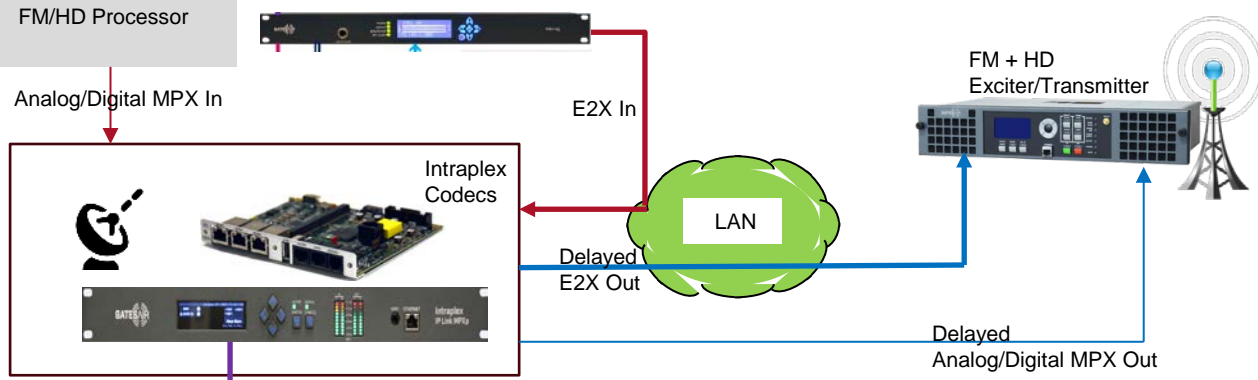 FM/HD Processor
Analog/Digital MPX In
E2X In
FM + HD
Exciter/Transmitter
Intraplex
Codecs
LAN
Delayed
E2X Out
GATESAIR
Intraplex
IP Link MPXp
Delayed
Analog/Digital MPX Out